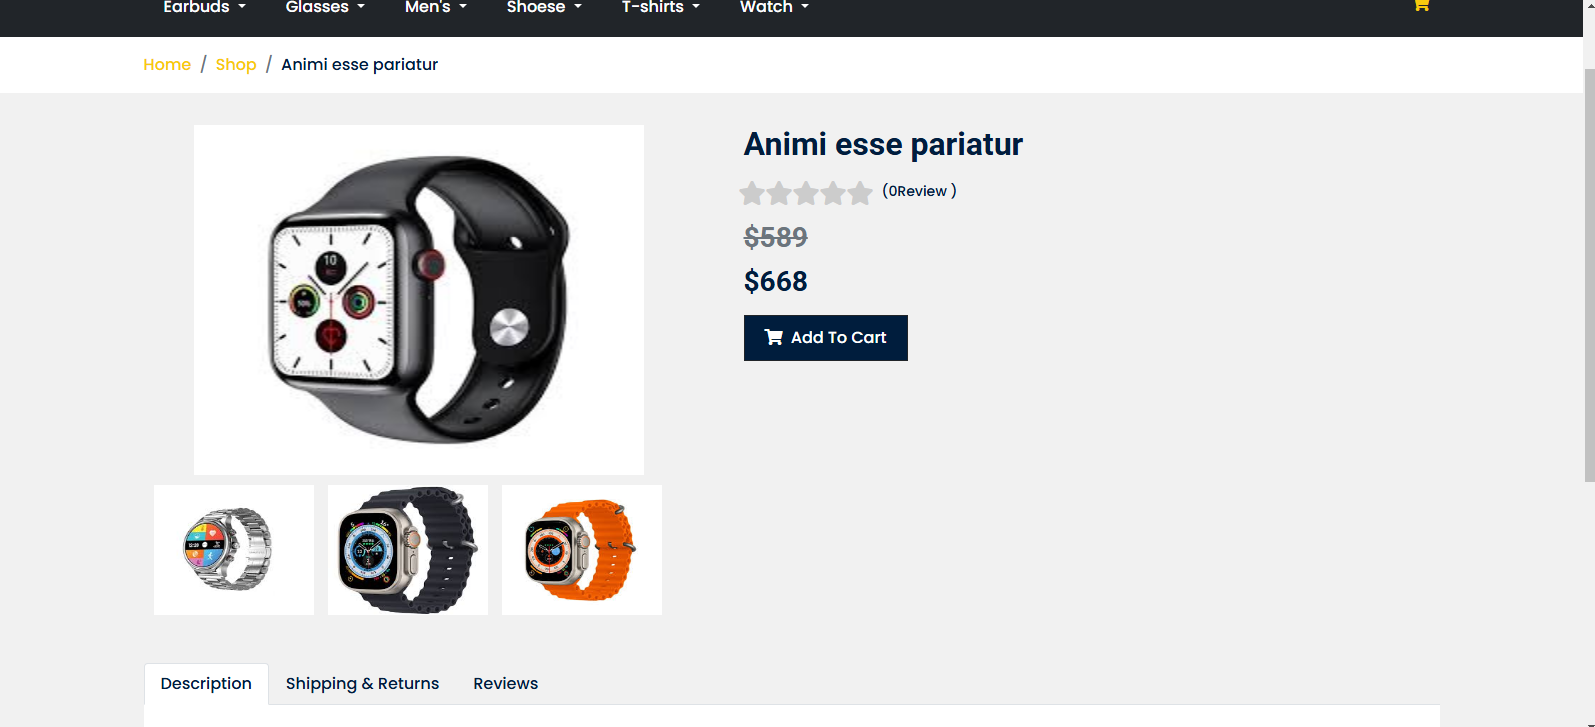 Earbuds Glasses Men's Shoese T-shirts Watch
Home / Shop / Animi esse pariatur
Animi esse pariatur
(0Review )
$589
$668
Add To Cart
10
Description Shipping & Returns Reviews